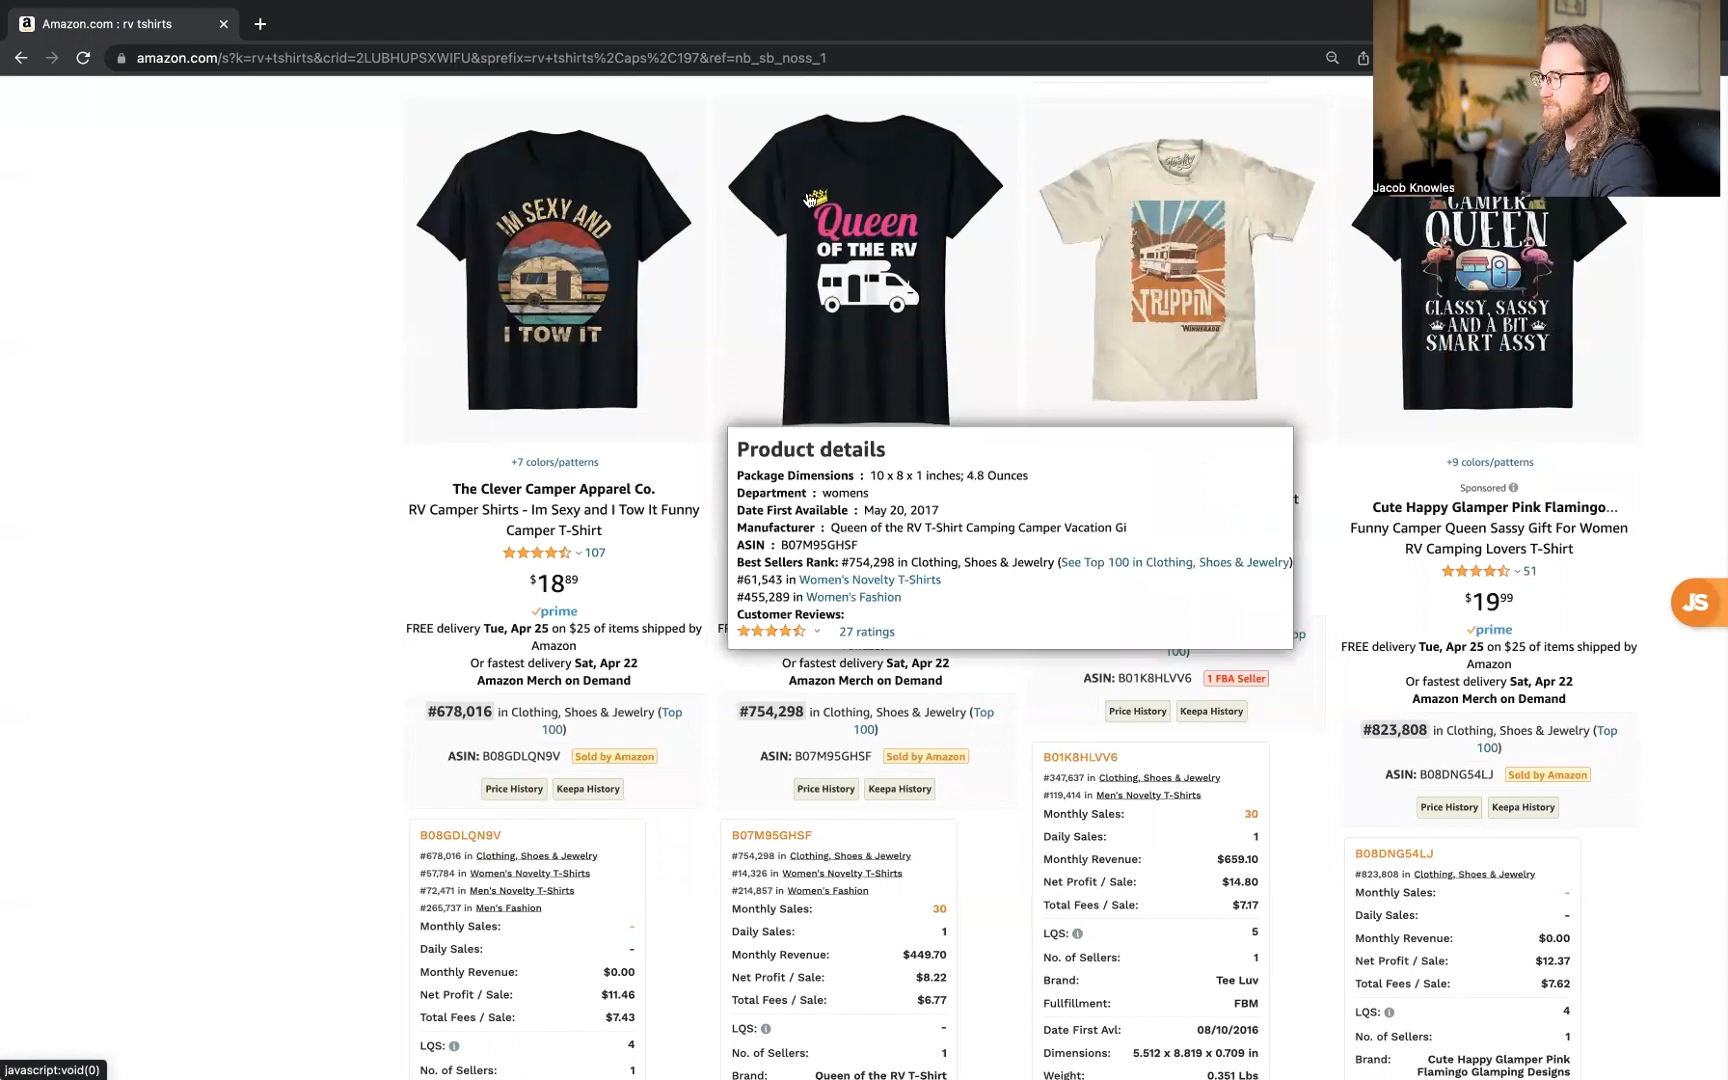 Amazon.com : rv tshirts
amazon.com/s?k=rv+tshirts&crid=2LUBHUPSXWIFU&sprefix=rv+tshirts%2Caps%2C197&ref=nb_sb_noss_1
Jacob Knowles
I'M SEXY AND
I TOW IT
Queen
OF THE RV
TRIPPIN
WINNEBAGO
CAMPER
QUEEN
CLASSY, SASSY
AND A BIT
SMART ASSY
+7 colors/patterns
The Clever Camper Apparel Co.
RV Camper Shirts - Im Sexy and I Tow It Funny
Camper T-Shirt
107
$18 89
prime
FREE delivery Tue, Apr 25 on $25 of items shipped by
Amazon
Or fastest delivery Sat, Apr 22
Amazon Merch on Demand
#678,016 in Clothing, Shoes & Jewelry (Top
100)
ASIN: B08GDLQN9V Sold by Amazon
Price History Keepa History
B08GDLQN9V
#678,016 in Clothing, Shoes & Jewelry
#57,784 in Women's Novelty T-Shirts
#72,471 in Men's Novelty T-Shirts
#265,737 in Men's Fashion
Monthly Sales: -
Daily Sales: -
Monthly Revenue: $0.00
Net Profit / Sale: $11.46
Total Fees / Sale: $7.43
LQS: 4
No. of Sellers: 1
Product details
Package Dimensions : 10 x 8 x 1 inches; 4.8 Ounces
Department : womens
Date First Available : May 20, 2017
Manufacturer : Queen of the RV T-Shirt Camping Camper Vacation Gi
ASIN : B07M95GHSF
Best Sellers Rank: #754,298 in Clothing, Shoes & Jewelry (See Top 100 in Clothing, Shoes & Jewelry)
#61,543 in Women's Novelty T-Shirts
#455,289 in Women's Fashion
Customer Reviews:
27 ratings
Or fastest delivery Sat, Apr 22
Amazon Merch on Demand
#754,298 in Clothing, Shoes & Jewelry (Top
100)
ASIN: B07M95GHSF Sold by Amazon
Price History Keepa History
B07M95GHSF
#754,298 in Clothing, Shoes & Jewelry
#14,326 in Women's Novelty T-Shirts
#214,857 in Women's Fashion
Monthly Sales: 30
Daily Sales: 1
Monthly Revenue: $449.70
Net Profit / Sale: $8.22
Total Fees / Sale: $6.77
LQS: -
No. of Sellers: 1
Brand: Queen of the RV T-Shirt
100)
ASIN: B01K8HLVV6 1 FBA Seller
Price History Keepa History
B01K8HLVV6
#347,637 in Clothing, Shoes & Jewelry
#119,414 in Men's Novelty T-Shirts
Monthly Sales: 30
Daily Sales: 1
Monthly Revenue: $659.10
Net Profit / Sale: $14.80
Total Fees / Sale: $7.17
LQS: 5
No. of Sellers: 1
Brand: Tee Luv
Fullfillment: FBM
Date First Avl: 08/10/2016
Dimensions: 5.512 x 8.819 x 0.709 in
Weight: 0.351 Lbs
+9 colors/patterns
Sponsored
Cute Happy Glamper Pink Flamingo...
Funny Camper Queen Sassy Gift For Women
RV Camping Lovers T-Shirt
51
$19 99
prime
FREE delivery Tue, Apr 25 on $25 of items shipped by
Amazon
Or fastest delivery Sat, Apr 22
Amazon Merch on Demand
#823,808 in Clothing, Shoes & Jewelry (Top
100)
ASIN: B08DNG54LJ Sold by Amazon
Price History Keepa History
B08DNG54LJ
#823,808 in Clothing, Shoes & Jewelry
Monthly Sales: -
Daily Sales: -
Monthly Revenue: $0.00
Net Profit / Sale: $12.37
Total Fees / Sale: $7.62
LQS: 4
No. of Sellers: 1
Brand: Cute Happy Glamper Pink
Flamingo Glamping Designs
JS
javascript:void(0)